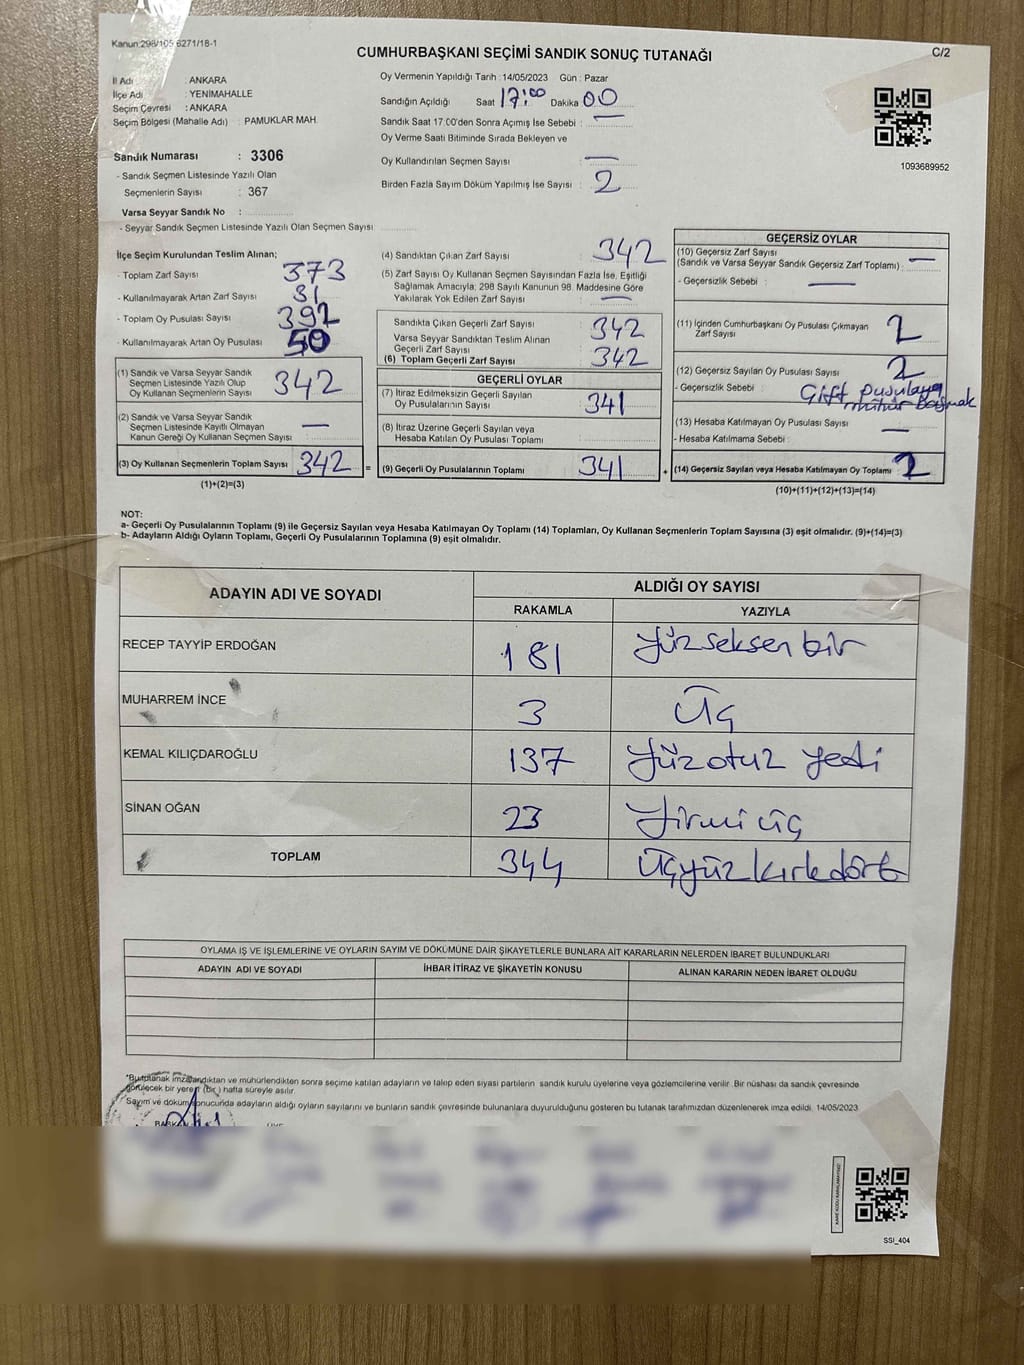 Kanun:298/105 6271/18-1
CUMHURBAŞKANI SEÇİMİ SANDIK SONUÇ TUTANAĞI
C/2
İl Adı : ANKARA
İlçe Adı : YENİMAHALLE
Seçim Çevresi : ANKARA
Seçim Bölgesi (Mahalle Adı) : PAMUKLAR MAH.
Sandık Numarası : 3306
- Sandık Seçmen Listesinde Yazılı Olan
Seçmenlerin Sayısı : 367
Varsa Seyyar Sandık No :
- Seyyar Sandık Seçmen Listesinde Yazılı Olan Seçmen Sayısı
Oy Vermenin Yapıldığı Tarih : 14/05/2023 Gün : Pazar
Sandığın Açıldığı Saat 17:00 Dakika 00
Sandık Saat 17:00'den Sonra Açmış İse Sebebi : —
Oy Verme Saati Bitiminde Sırada Bekleyen ve
Oy Kullandırılan Seçmen Sayısı : —
Birden Fazla Sayım Döküm Yapılmış İse Sayısı : 2
1093689952
İlçe Seçim Kurulundan Teslim Alınan;
- Toplam Zarf Sayısı : 373
- Kullanılmayarak Artan Zarf Sayısı : 31
- Toplam Oy Pusulası Sayısı : 392
- Kullanılmayarak Artan Oy Pusulası : 50
(1) Sandık ve Varsa Seyyar Sandık
Seçmen Listesinde Yazılı Olup
Oy Kullanan Seçmenlerin Sayısı : 342
(2) Sandık ve Varsa Seyyar Sandık
Seçmen Listesinde Kayıtlı Olmayan
Kanun Gereği Oy Kullanan Seçmen Sayısı : —
(3) Oy Kullanan Seçmenlerin Toplam Sayısı : 342 =
(1)+(2)=(3)
(4) Sandıktan Çıkan Zarf Sayısı : 342
(5) Zarf Sayısı Oy Kullanan Seçmen Sayısından Fazla İse, Eşitliği
Sağlamak Amacıyla; 298 Sayılı Kanunun 98. Maddesine Göre
Yakılarak Yok Edilen Zarf Sayısı : —
Sandıkta Çıkan Geçerli Zarf Sayısı : 342
Varsa Seyyar Sandıktan Teslim Alınan
Geçerli Zarf Sayısı :
(6) Toplam Geçerli Zarf Sayısı : 342
GEÇERLİ OYLAR
(7) İtiraz Edilmeksizin Geçerli Sayılan
Oy Pusulalarının Sayısı : 341
(8) İtiraz Üzerine Geçerli Sayılan veya
Hesaba Katılan Oy Pusulası Toplamı :
(9) Geçerli Oy Pusulalarının Toplamı : 341 +
GEÇERSİZ OYLAR
(10) Geçersiz Zarf Sayısı
(Sandık ve Varsa Seyyar Sandık Geçersiz Zarf Toplamı) : —
- Geçersizlik Sebebi : —
(11) İçinden Cumhurbaşkanı Oy Pusulası Çıkmayan
Zarf Sayısı :
(12) Geçersiz Sayılan Oy Pusulası Sayısı : 2
- Geçersizlik Sebebi : Çift pusulaya
mühür basmak
(13) Hesaba Katılmayan Oy Pusulası Sayısı : —
- Hesaba Katılmama Sebebi :
(14) Geçersiz Sayılan veya Hesaba Katılmayan Oy Toplamı :
(10)+(11)+(12)+(13)=(14)
NOT:
a- Geçerli Oy Pusulalarının Toplamı (9) ile Geçersiz Sayılan veya Hesaba Katılmayan Oy Toplamı (14) Toplamları, Oy Kullanan Seçmenlerin Toplam Sayısına (3) eşit olmalıdır. (9)+(14)=(3)
b- Adayların Aldığı Oyların Toplamı, Geçerli Oy Pusulalarının Toplamına (9) eşit olmalıdır.
ADAYIN ADI VE SOYADI ALDIĞI OY SAYISI
RAKAMLA YAZIYLA
RECEP TAYYİP ERDOĞAN 181 Yüzseksen bir
MUHARREM İNCE 3 Üç
KEMAL KILIÇDAROĞLU 137 Yüzotuz yedi
SİNAN OĞAN 23 Yirmi üç
TOPLAM 344 Üçyüzkırkdört
OYLAMA İŞ VE İŞLEMLERİNE VE OYLARIN SAYIM VE DÖKÜMÜNE DAİR ŞİKAYETLERLE BUNLARA AİT KARARLARIN NELERDEN İBARET BULUNDUKLARI
ADAYIN ADI VE SOYADI İHBAR İTİRAZ VE ŞİKAYETİN KONUSU ALINAN KARARIN NEDEN İBARET OLDUĞU
*Bu tutanak imzalandıktan ve mühürlendikten sonra seçime katılan adayların ve talep eden siyasi partilerin sandık kurulu üyelerine veya gözlemcilerine verilir. Bir nüshası da sandık çevresinde
görülecek bir yere (bir) hafta süreyle asılır.
Sayım ve döküm sonucunda adayların aldığı oyların sayılarını ve bunların sandık çevresinde bulunanlara duyurulduğunu gösteren bu tutanak tarafımızdan düzenlenerek imza edildi. 14/05/2023
SSI_404